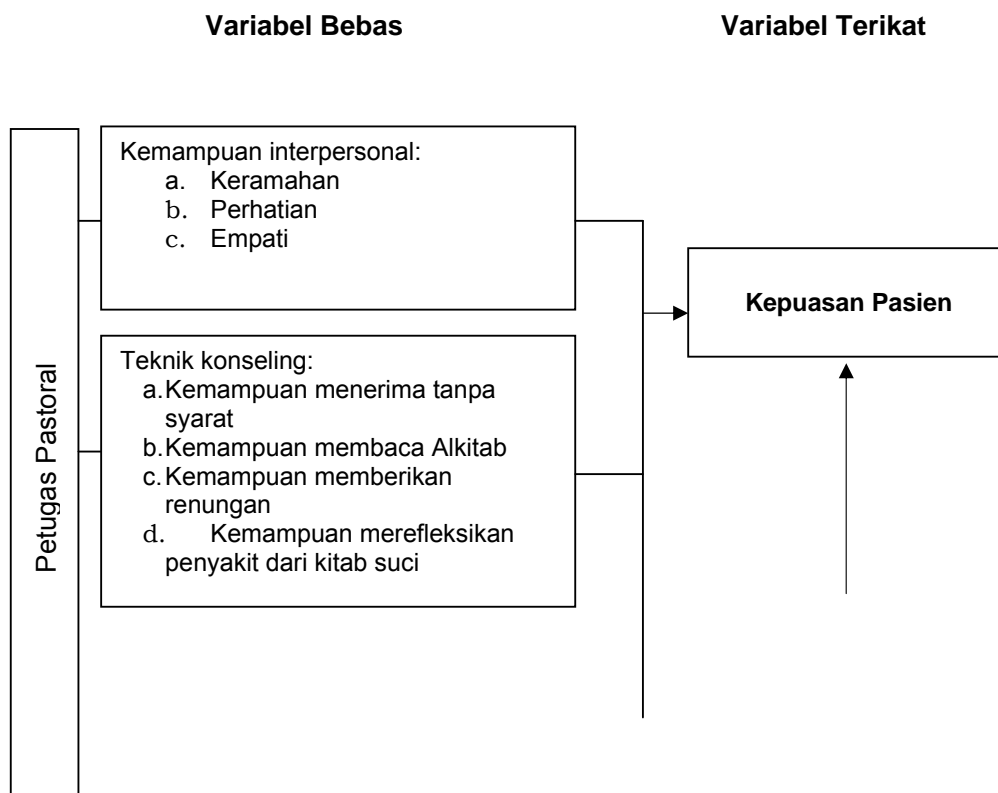 Variabel Bebas
Variabel Terikat
Petugas Pastoral
Kemampuan interpersonal:
a. Keramahan
b. Perhatian
c. Empati
Teknik konseling:
a.Kemampuan menerima tanpa
syarat
b.Kemampuan membaca Alkitab
c.Kemampuan memberikan
renungan
d. Kemampuan merefleksikan
penyakit dari kitab suci
Kepuasan Pasien